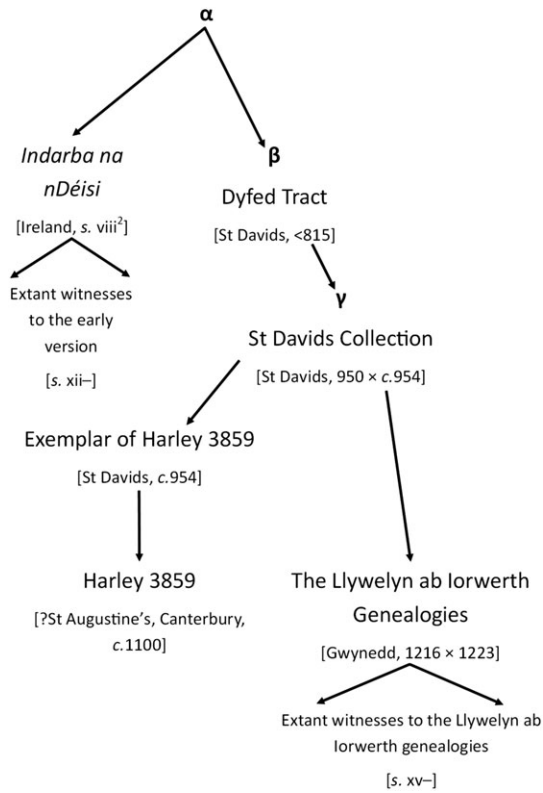 α
Indarba na
nDéisi
[Ireland, s. viii²]
Extant witnesses
to the early
version
[s. xii–]
β
Dyfed Tract
[St Davids, <815]
γ
St Davids Collection
[St Davids, 950 × c.954]
Exemplar of Harley 3859
[St Davids, c.954]
Harley 3859
[?St Augustine’s, Canterbury,
c.1100]
The Llywelyn ab Iorwerth
Genealogies
[Gwynedd, 1216 × 1223]
Extant witnesses to the Llywelyn ab
Iorwerth genealogies
[s. xv–]